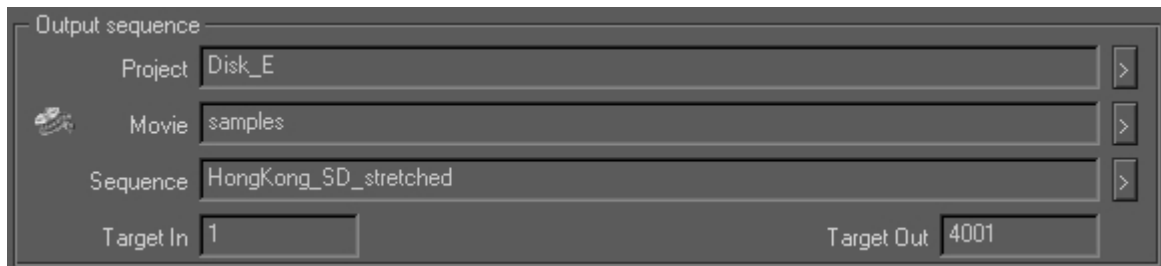 Output sequence
Project Disk_E >
Movie samples >
Sequence HongKong_SD_stretched >
Target In 1 Target Out 4001